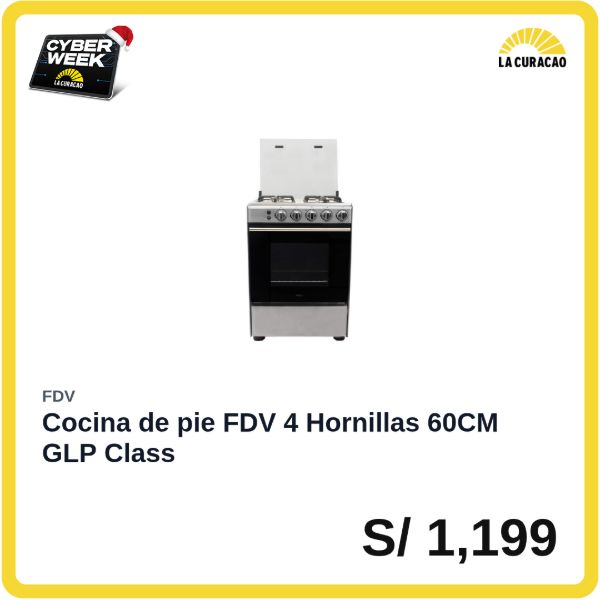 CYBER
WEEK
LA CURACAO
LA CURACAO
FDV
Cocina de pie FDV 4 Hornillas 60CM
GLP Class
S/ 1,199